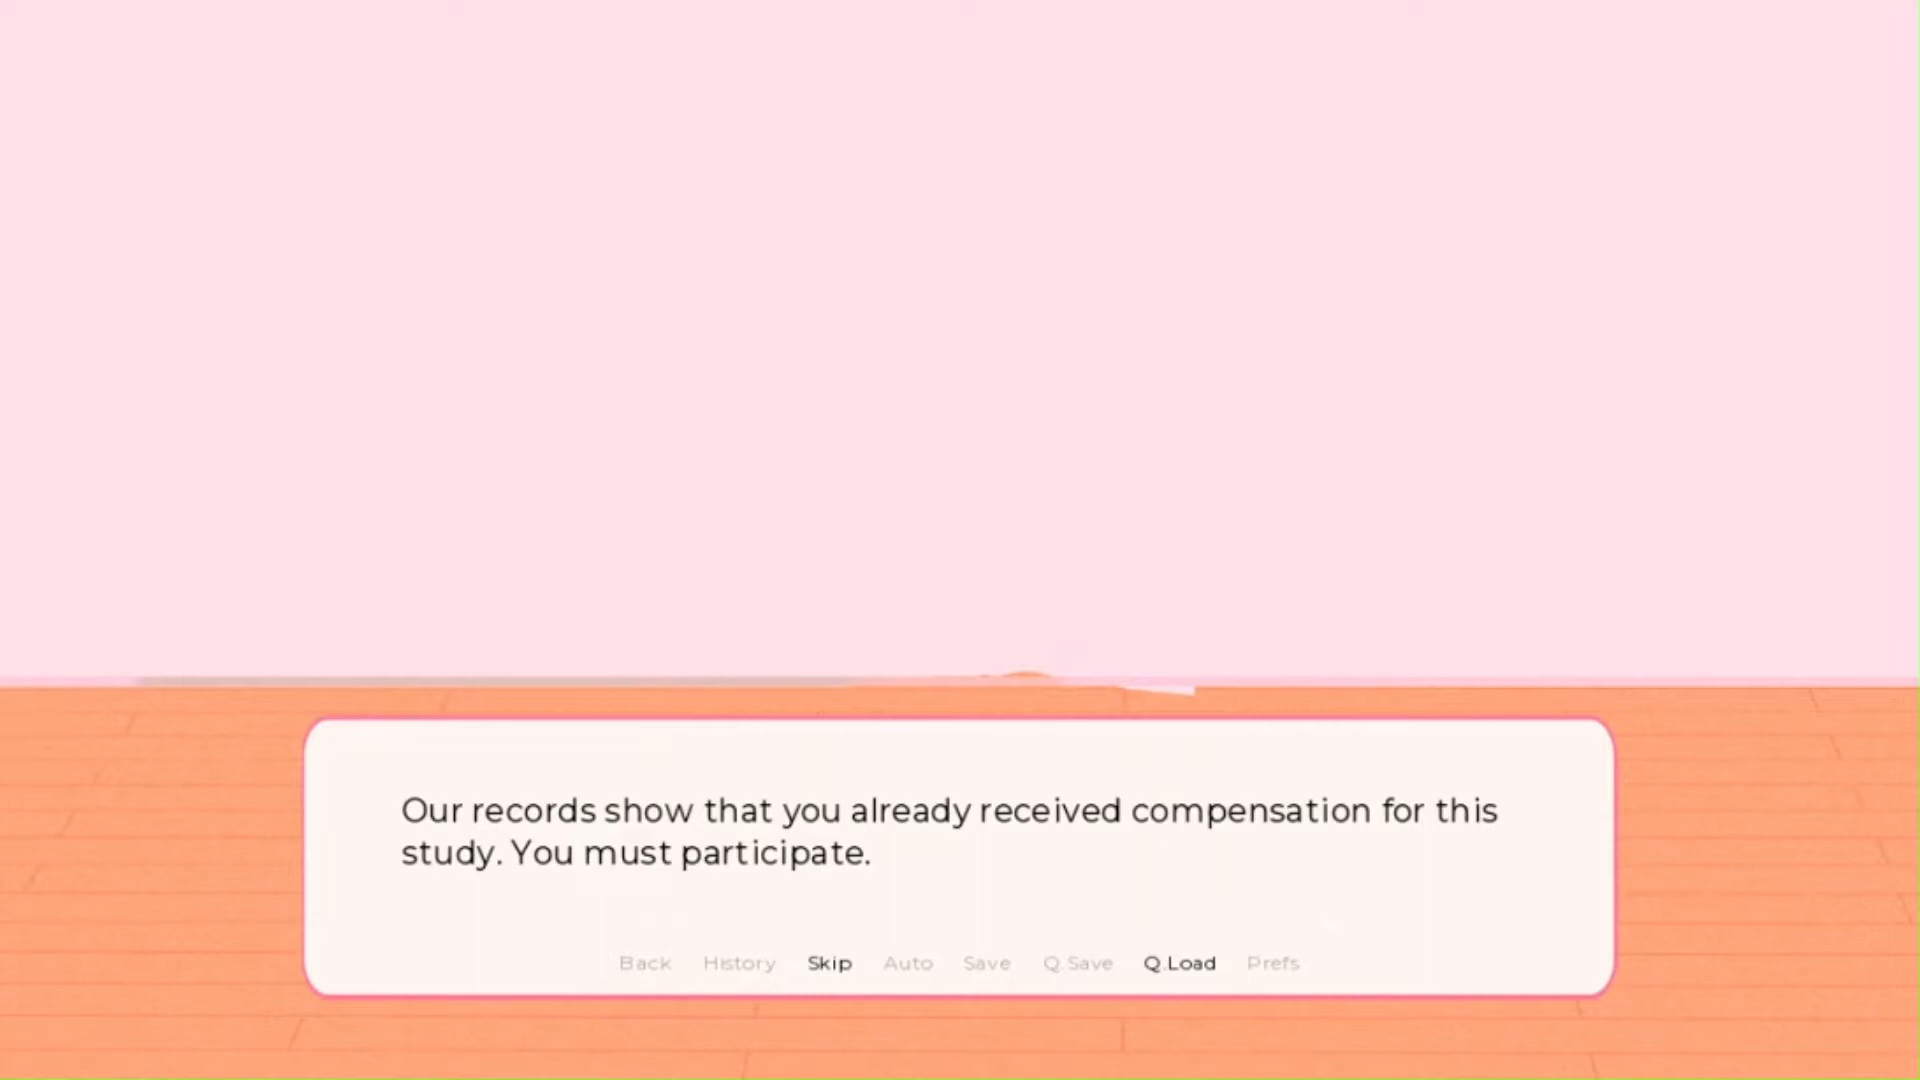 Our records show that you already received compensation for this
study. You must participate.
Back History Skip Auto Save Q.Save Q.Load Prefs